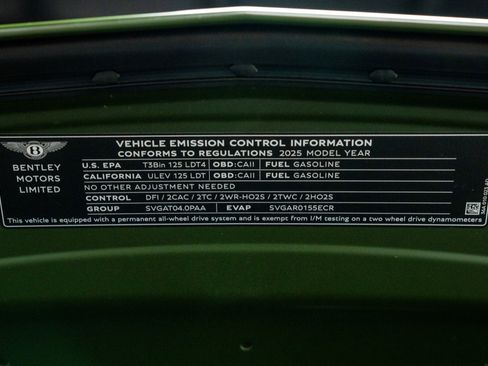 VEHICLE EMISSION CONTROL INFORMATION
CONFORMS TO REGULATIONS 2025 MODEL YEAR
B
BENTLEY
MOTORS
LIMITED
U.S. EPA T3Bin 125 LDT4 OBD:CAII FUEL GASOLINE
CALIFORNIA ULEV 125 LDT OBD:CAII FUEL GASOLINE
NO OTHER ADJUSTMENT NEEDED
CONTROL DFI / 2CAC / 2TC / 2WR-HO2S / 2TWC / 2HO2S
GROUP SVGAT04.0PAA EVAP SVGAR0155ECR
This vehicle is equipped with a permanent all-wheel drive system and is exempt from I/M testing on a two wheel drive dynamometers